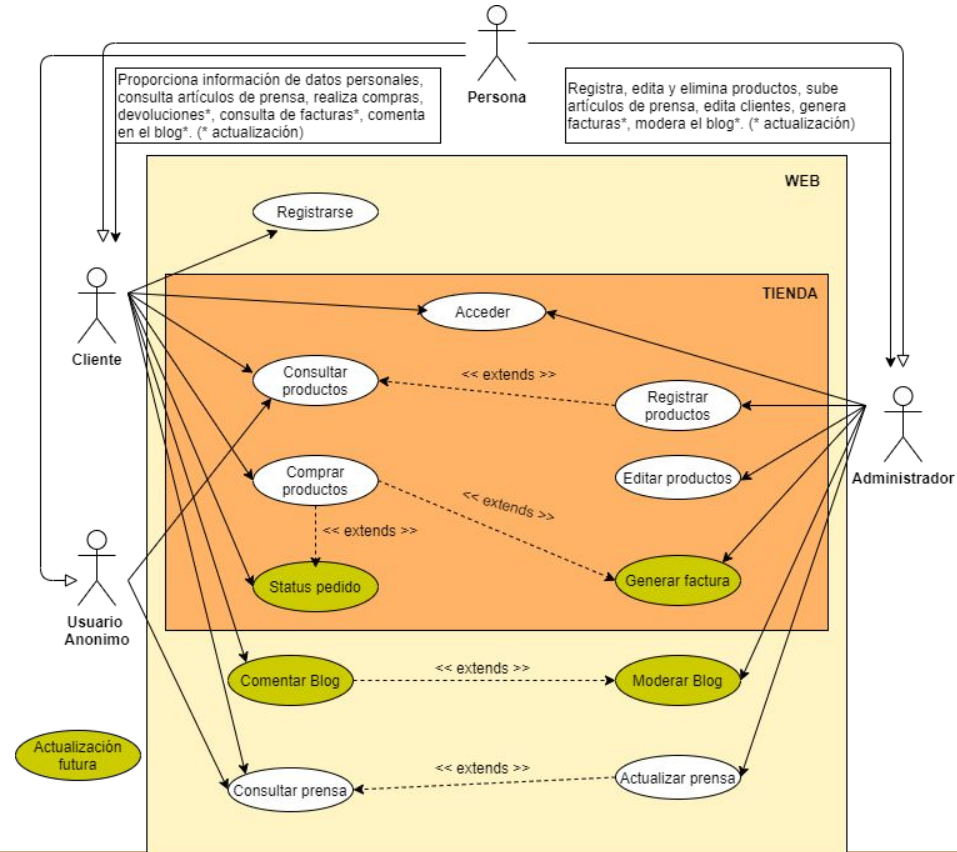 Persona
Proporciona información de datos personales,
consulta artículos de prensa, realiza compras,
devoluciones*, consulta de facturas*, comenta
en el blog*. (* actualización)
Registra, edita y elimina productos, sube
artículos de prensa, edita clientes, genera
facturas*, modera el blog*. (* actualización)
WEB
Registrarse
TIENDA
Acceder
Cliente
Consultar
productos
<< extends >>
Registrar
productos
Administrador
Comprar
productos
<< extends >>
Editar productos
<< extends >>
Status pedido
Generar factura
Usuario
Anonimo
Comentar Blog
<< extends >>
Moderar Blog
Actualización
futura
Consultar prensa
<< extends >>
Actualizar prensa